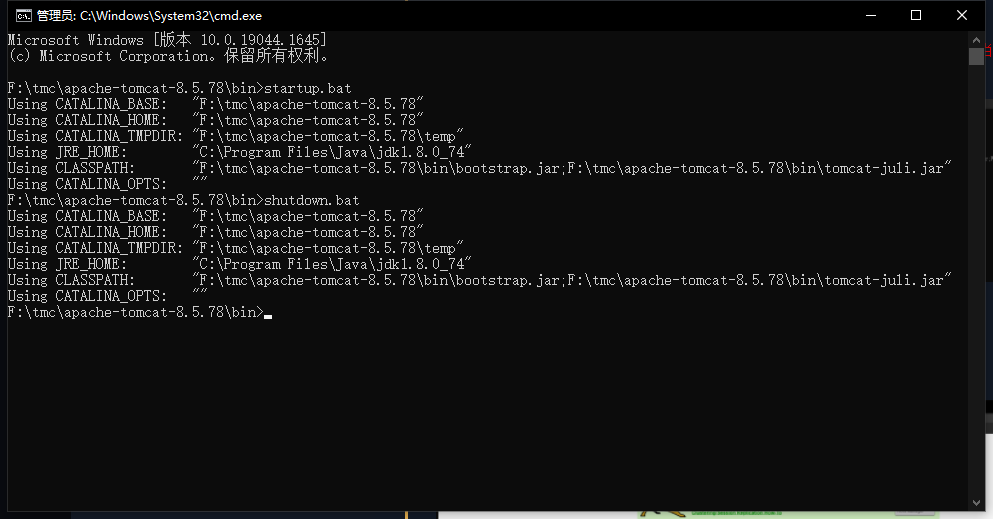 管理员: C:\Windows\System32\cmd.exe
Microsoft Windows [版本 10.0.19044.1645]
(c) Microsoft Corporation。保留所有权利。
F:\tmc\apache-tomcat-8.5.78\bin>startup.bat
Using CATALINA_BASE:   "F:\tmc\apache-tomcat-8.5.78"
Using CATALINA_HOME:   "F:\tmc\apache-tomcat-8.5.78"
Using CATALINA_TMPDIR: "F:\tmc\apache-tomcat-8.5.78\temp"
Using JRE_HOME:        "C:\Program Files\Java\jdk1.8.0_74"
Using CLASSPATH:       "F:\tmc\apache-tomcat-8.5.78\bin\bootstrap.jar;F:\tmc\apache-tomcat-8.5.78\bin\tomcat-juli.jar"
Using CATALINA_OPTS:   ""
F:\tmc\apache-tomcat-8.5.78\bin>shutdown.bat
Using CATALINA_BASE:   "F:\tmc\apache-tomcat-8.5.78"
Using CATALINA_HOME:   "F:\tmc\apache-tomcat-8.5.78"
Using CATALINA_TMPDIR: "F:\tmc\apache-tomcat-8.5.78\temp"
Using JRE_HOME:        "C:\Program Files\Java\jdk1.8.0_74"
Using CLASSPATH:       "F:\tmc\apache-tomcat-8.5.78\bin\bootstrap.jar;F:\tmc\apache-tomcat-8.5.78\bin\tomcat-juli.jar"
Using CATALINA_OPTS:   ""
F:\tmc\apache-tomcat-8.5.78\bin>